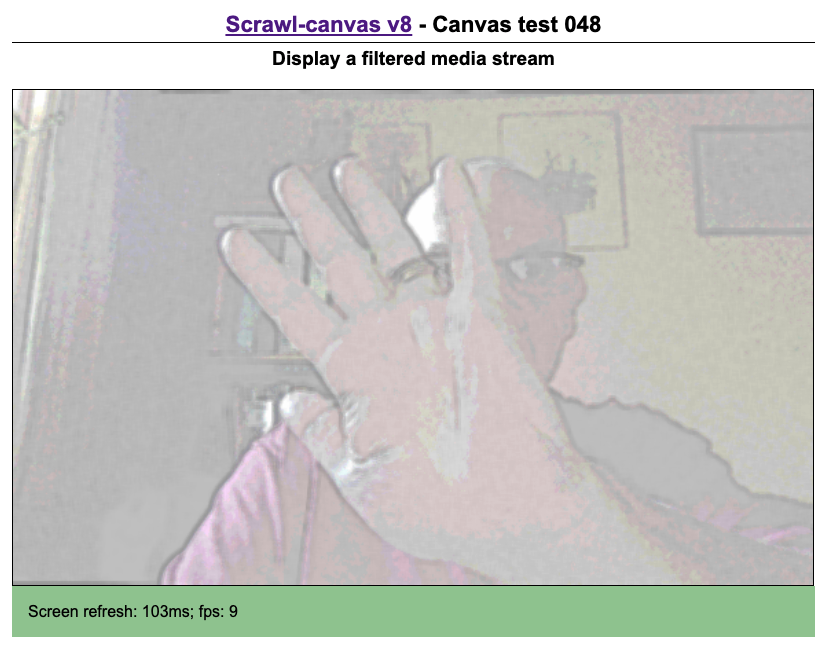 Scrawl-canvas v8 - Canvas test 048
Display a filtered media stream
Screen refresh: 103ms; fps: 9